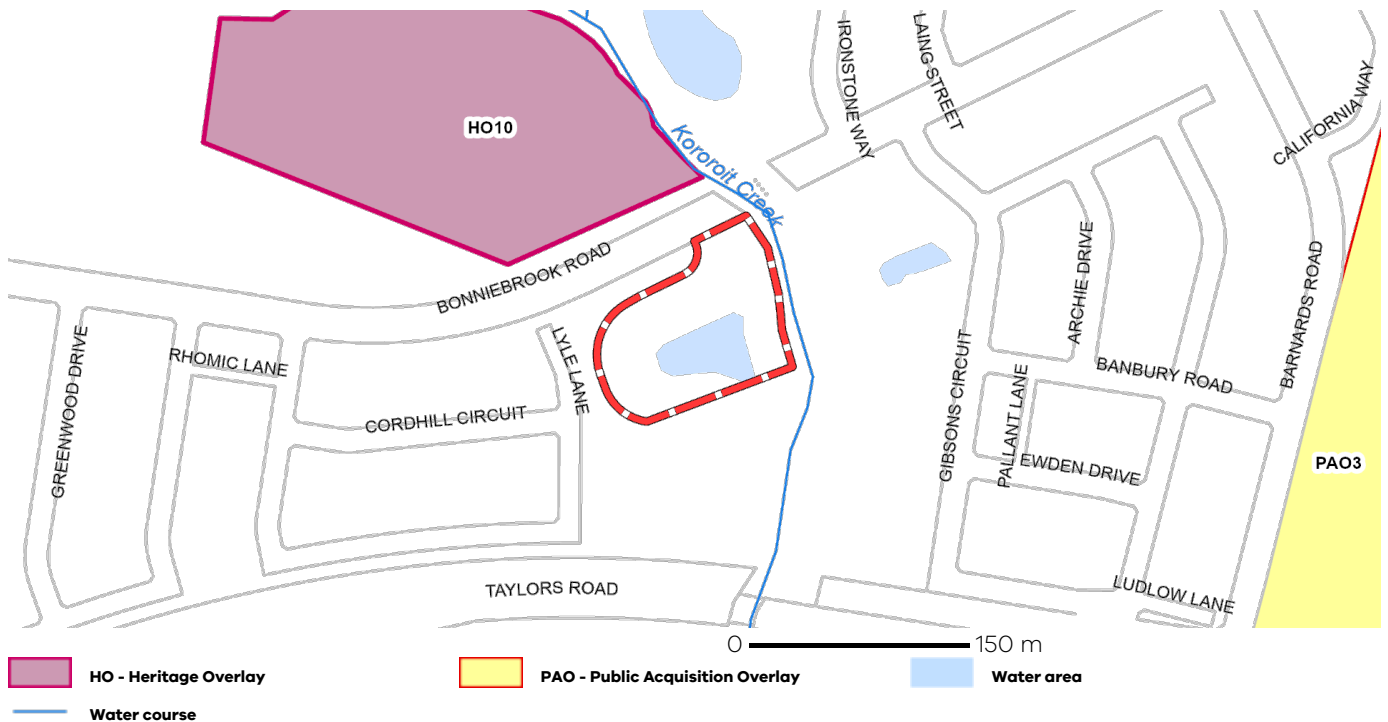 IRONSTONE WAY
LAING STREET
CALIFORNIA WAY
HO10
Kororoit Creek
BONNIEBROOK ROAD
ARCHIE DRIVE
BARNARDS ROAD
GREENWOOD DRIVE
RHOMIC LANE
LYLE LANE
GIBSONS CIRCUIT
BANBURY ROAD
CORDHILL CIRCUIT
PALLANT LANE
EWDEN DRIVE
PAO3
TAYLORS ROAD
LUDLOW LANE
0 150 m
HO - Heritage Overlay
PAO - Public Acquisition Overlay
Water area
Water course